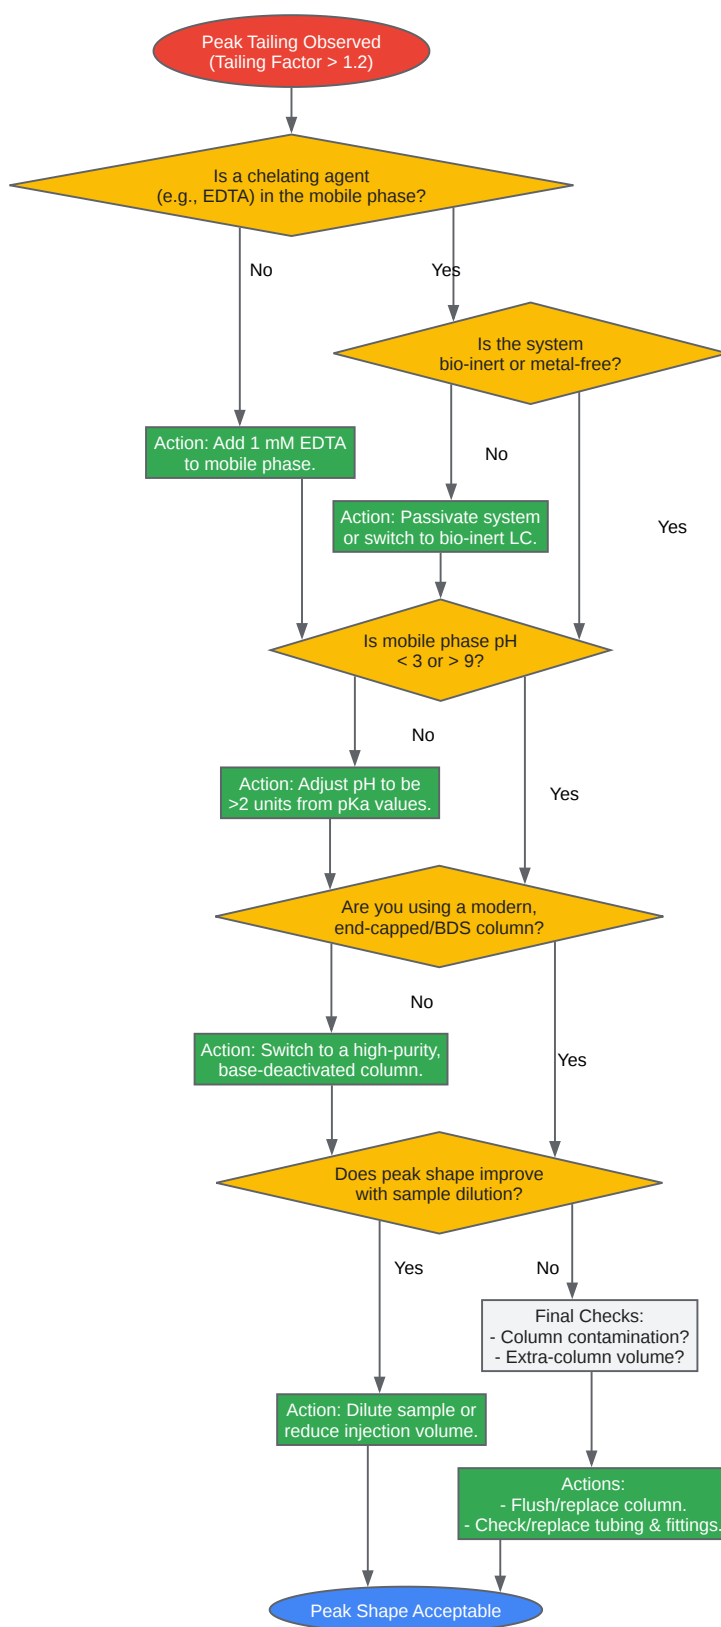 Peak Tailing Observed
(Tailing Factor > 1.2)
Is a chelating agent
(e.g., EDTA) in the mobile phase?
No
Yes
Is the system
bio-inert or metal-free?
Action: Add 1 mM EDTA
to mobile phase.
No
Action: Passivate system
or switch to bio-inert LC.
Yes
Is mobile phase pH
< 3 or > 9?
No
Action: Adjust pH to be
>2 units from pKa values.
Yes
Are you using a modern,
end-capped/BDS column?
No
Action: Switch to a high-purity,
base-deactivated column.
Yes
Does peak shape improve
with sample dilution?
Yes
No
Final Checks:
- Column contamination?
- Extra-column volume?
Action: Dilute sample or
reduce injection volume.
Actions:
- Flush/replace column.
- Check/replace tubing & fittings.
Peak Shape Acceptable